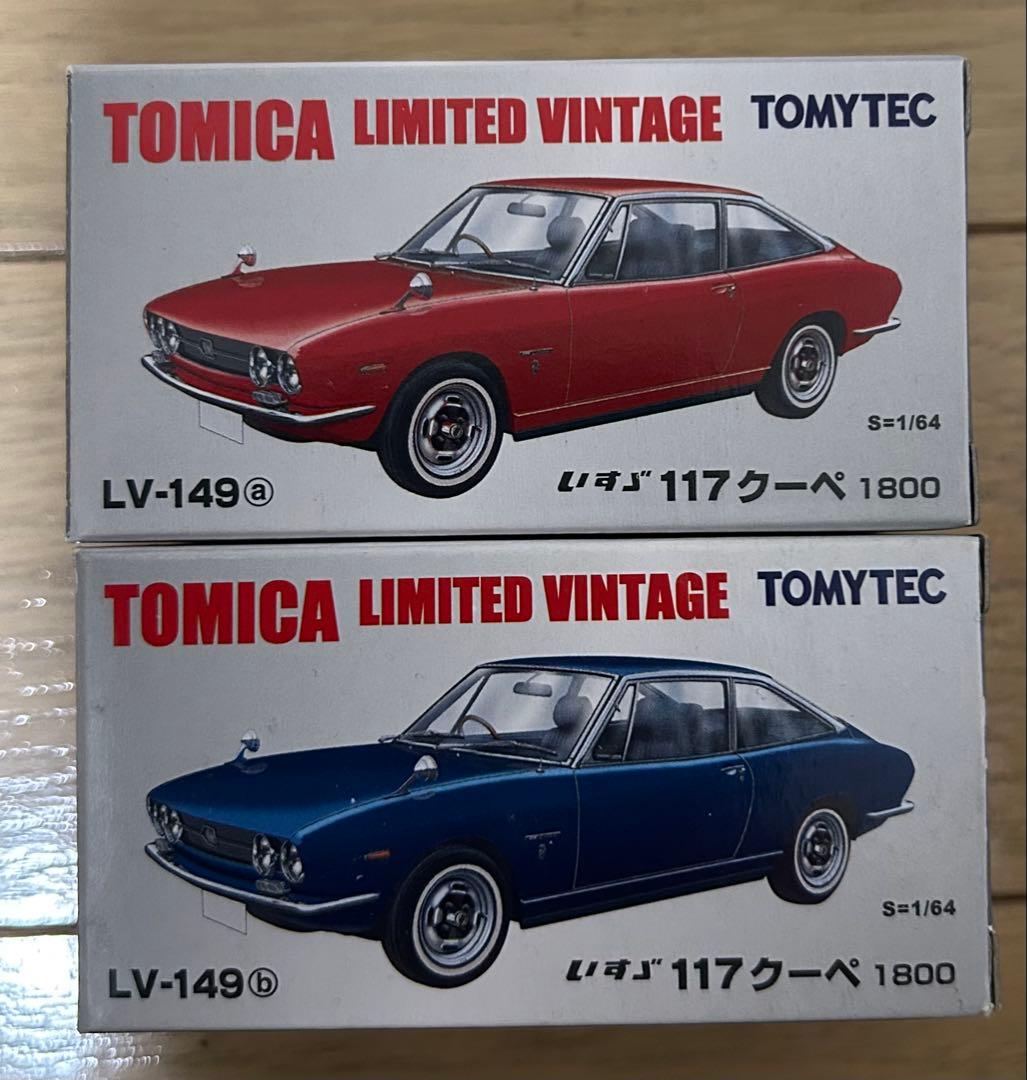 TOMICA LIMITED VINTAGE TOMYTEC
S=1/64
LV-149ⓐ いすゞ 117クーペ 1800
TOMICA LIMITED VINTAGE TOMYTEC
S=1/64
LV-149ⓑ いすゞ 117クーペ 1800